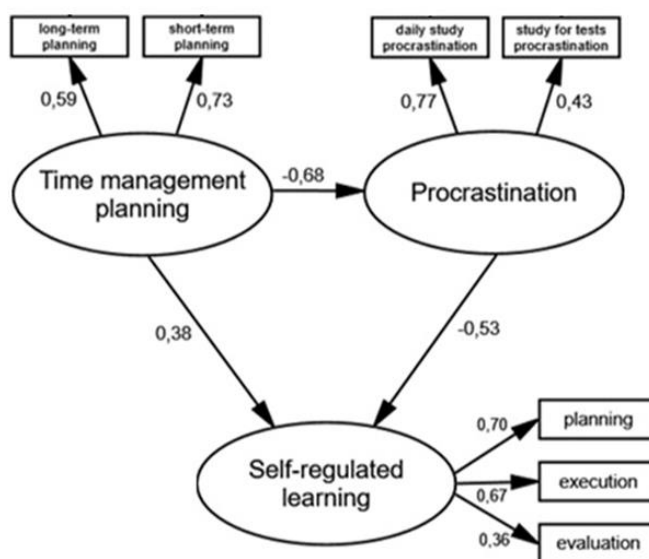 long-term
planning
short-term
planning
daily study
procrastination
study for tests
procrastination
0,59
0,73
0,77
0,43
Time management
planning
-0,68
Procrastination
0,38
-0,53
Self-regulated
learning
0,70
planning
0,67
execution
0,36
evaluation